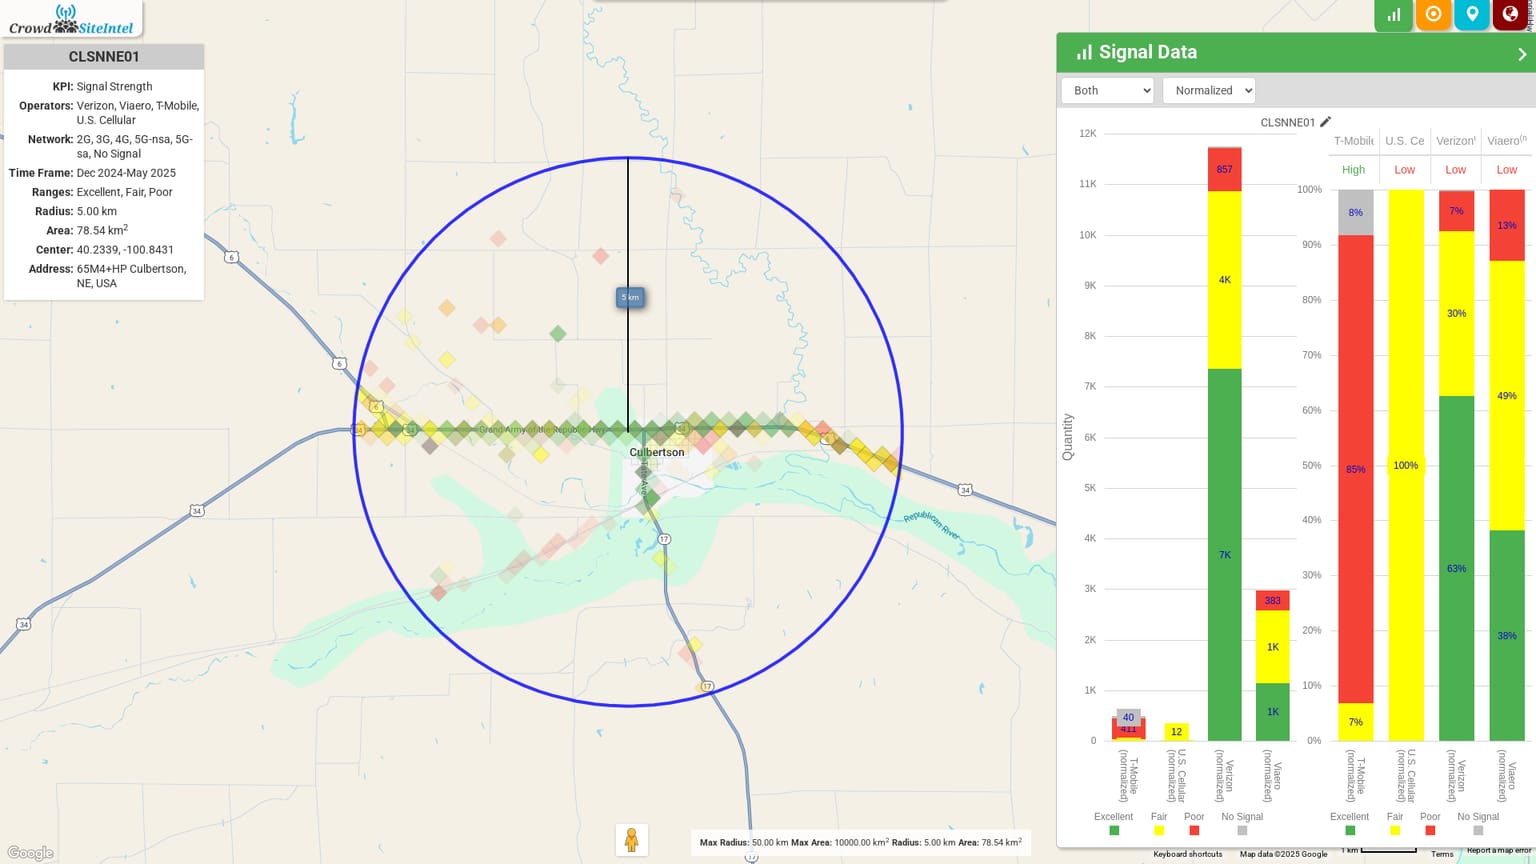 Crowd SiteIntel
CLSNNE01
KPI: Signal Strength
Operators: Verizon, Viaero, T-Mobile,
U.S. Cellular
Network: 2G, 3G, 4G, 5G-nsa, 5G-
sa, No Signal
Time Frame: Dec 2024-May 2025
Ranges: Excellent, Fair, Poor
Radius: 5.00 km
Area: 78.54 km2
Center: 40.2339, -100.8431
Address: 65M4+HP Culbertson,
NE, USA
6
6
6
34
34
34
34
34
34
6
34
17
17
17
5 km
Grand Army of the Republic Hwy
Culbertson
Republican River
Google
Max Radius: 50.00 km Max Area: 10000.00 km2 Radius: 5.00 km Area: 78.54 km2
Signal Data
Both
Normalized
CLSNNE01
12K
11K
10K
9K
8K
7K
6K
5K
4K
3K
2K
1K
0
Quantity
40
411
12
857
4K
7K
383
1K
1K
T-Mobile (normalized)
U.S. Cellular (normalized)
Verizon (normalized)
Viaero (normalized)
Excellent
Fair
Poor
No Signal
T-Mobile
U.S. Ce
Verizon
Viaero(n
High
Low
Low
Low
100%
90%
80%
70%
60%
50%
40%
30%
20%
10%
0%
8%
85%
7%
100%
7%
30%
63%
13%
49%
38%
T-Mobile (normalized)
U.S. Cellular (normalized)
Verizon (normalized)
Viaero (normalized)
Excellent
Fair
Poor
No Signal
Keyboard shortcuts
Map data ©2025 Google
1 km
Terms
Report a map error